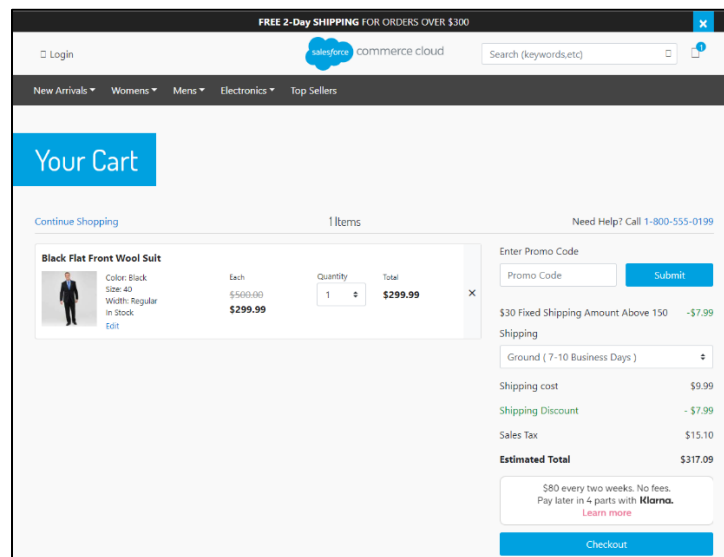 FREE 2-Day SHIPPING FOR ORDERS OVER $300
×
Login
salesforce commerce cloud
Search (keywords,etc)
1
New Arrivals Womens Mens Electronics Top Sellers
Your Cart
Continue Shopping
1 Items
Need Help? Call 1-800-555-0199
Black Flat Front Wool Suit
Color: Black
Size: 40
Width: Regular
In Stock
Edit
Each
$500.00
$299.99
Quantity
1
Total
$299.99
×
Enter Promo Code
Promo Code
Submit
$30 Fixed Shipping Amount Above 150 -$7.99
Shipping
Ground ( 7-10 Business Days )
Shipping cost $9.99
Shipping Discount - $7.99
Sales Tax $15.10
Estimated Total $317.09
$80 every two weeks. No fees.
Pay later in 4 parts with Klarna.
Learn more
Checkout